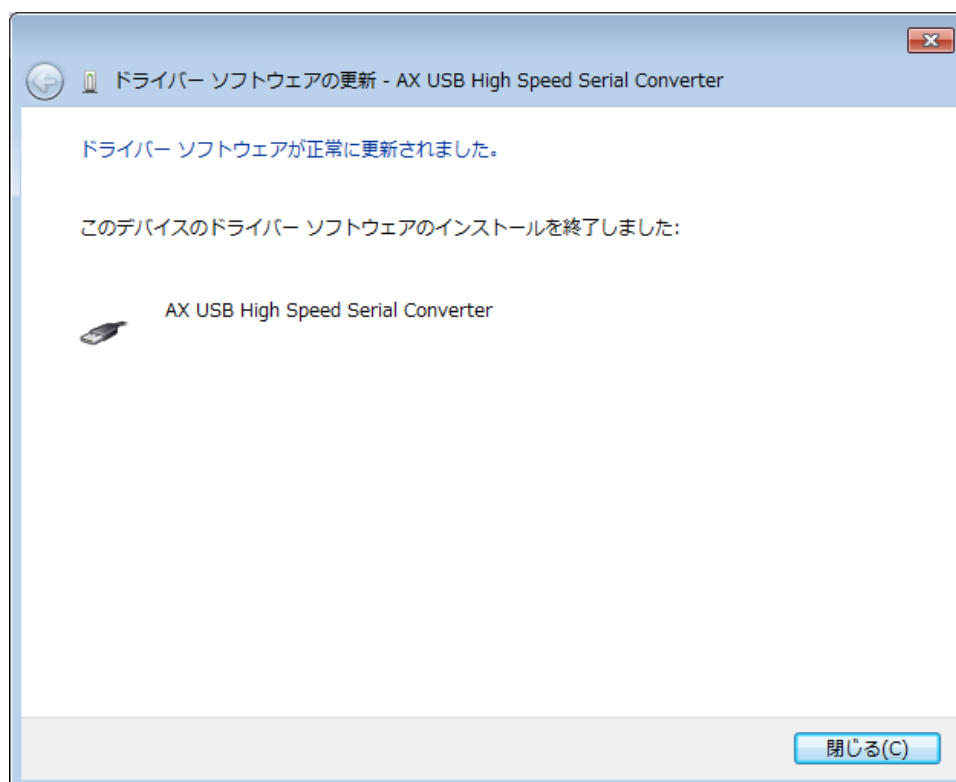 ドライバー ソフトウェアの更新 - AX USB High Speed Serial Converter
ドライバー ソフトウェアが正常に更新されました。
このデバイスのドライバー ソフトウェアのインストールを終了しました:
AX USB High Speed Serial Converter
閉じる(C)